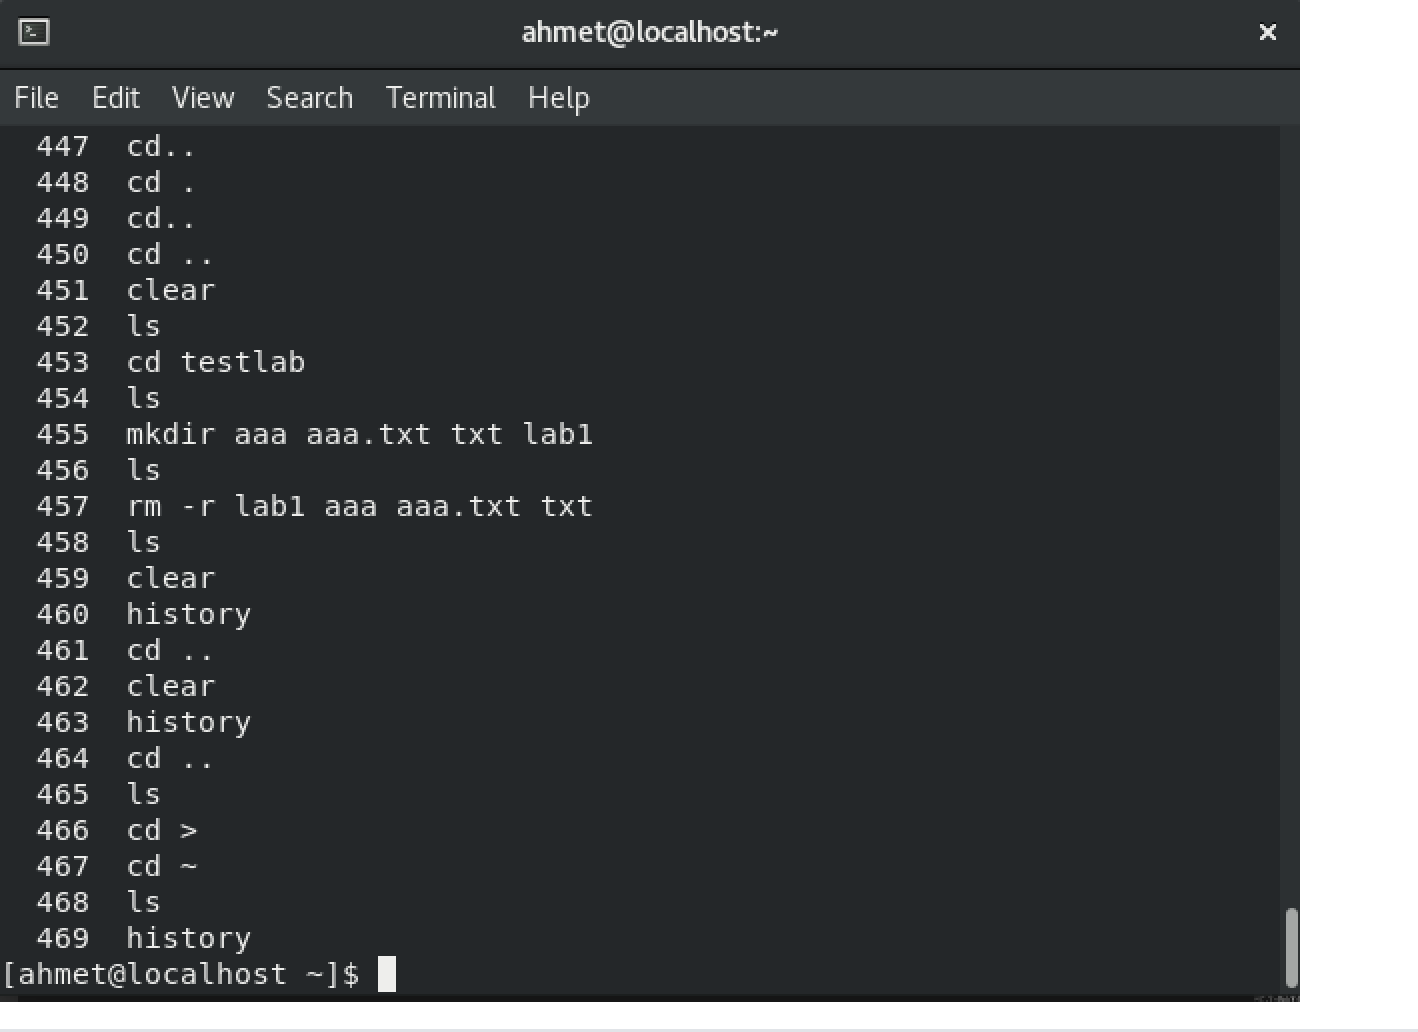 ahmet@localhost:~
File Edit View Search Terminal Help
447 cd..
448 cd .
449 cd..
450 cd ..
451 clear
452 ls
453 cd testlab
454 ls
455 mkdir aaa aaa.txt txt lab1
456 ls
457 rm -r lab1 aaa aaa.txt txt
458 ls
459 clear
460 history
461 cd ..
462 clear
463 history
464 cd ..
465 ls
466 cd >
467 cd ~
468 ls
469 history
[ahmet@localhost ~]$